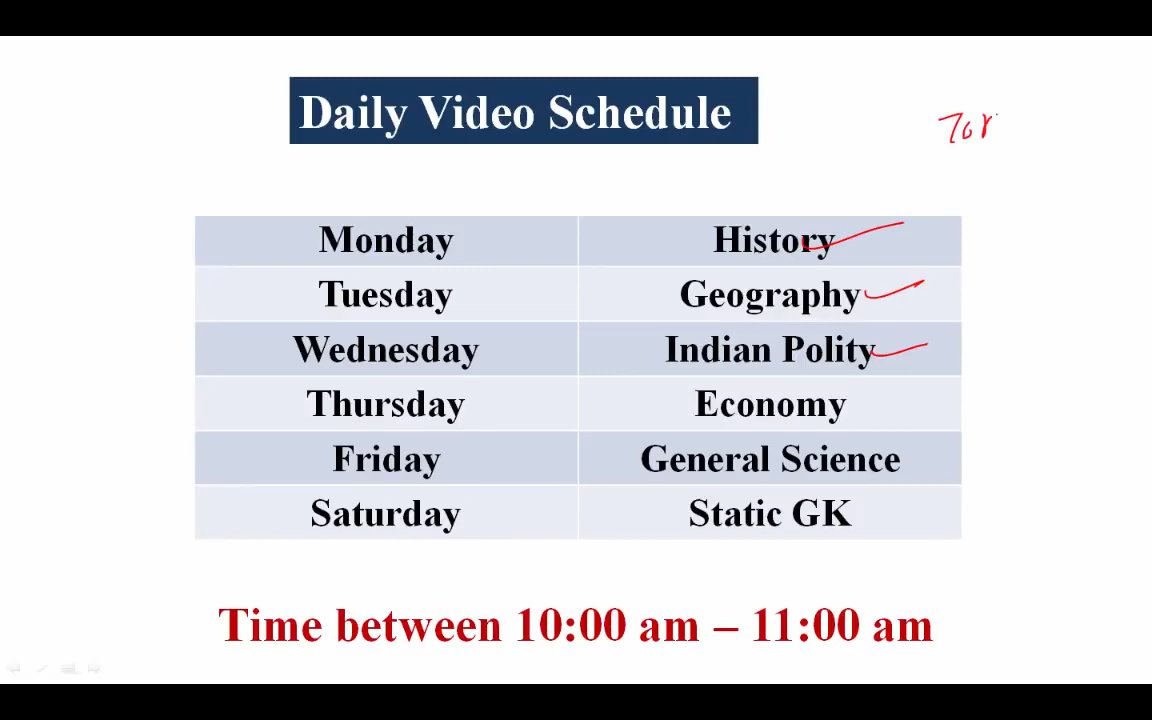 Daily Video Schedule
Monday History
Tuesday Geography
Wednesday Indian Polity
Thursday Economy
Friday General Science
Saturday Static GK
Time between 10:00 am – 11:00 am